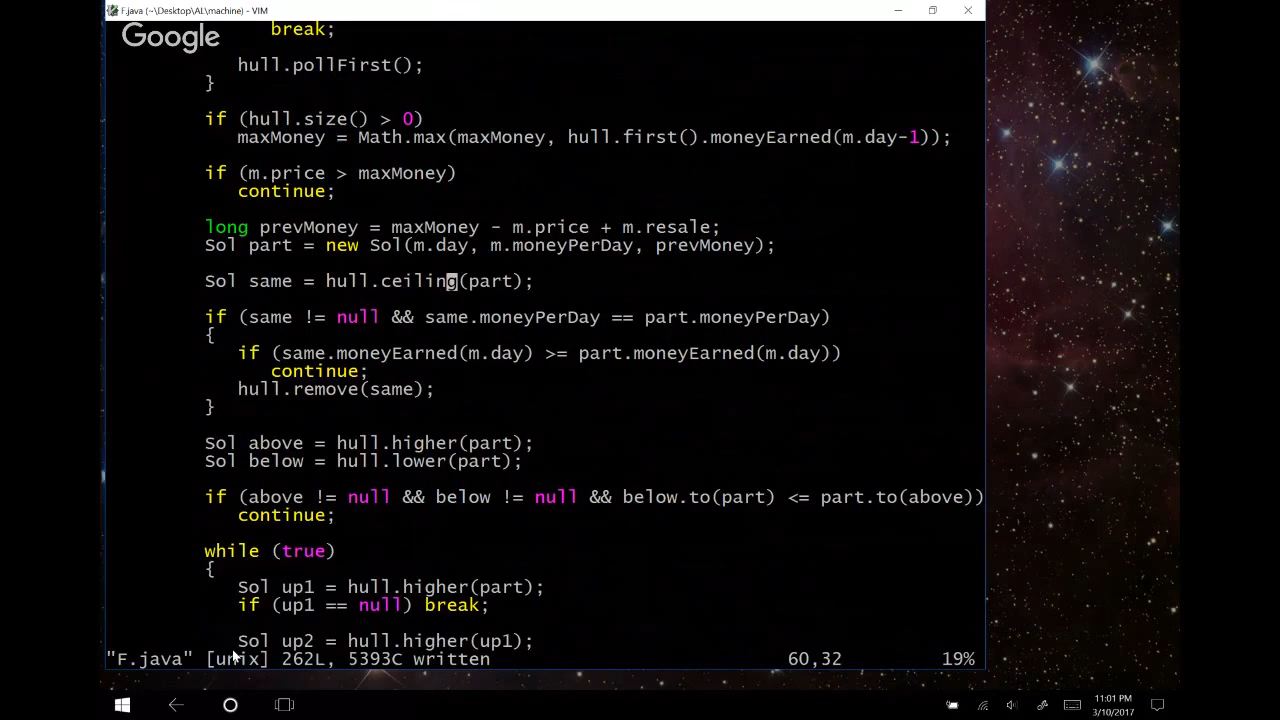 F.java (~\Desktop\AL\machine) - VIM
Google
break;
hull.pollFirst();
}
if (hull.size() > 0)
maxMoney = Math.max(maxMoney, hull.first().moneyEarned(m.day-1));
if (m.price > maxMoney)
continue;
long prevMoney = maxMoney - m.price + m.resale;
Sol part = new Sol(m.day, m.moneyPerDay, prevMoney);
Sol same = hull.ceiling(part);
if (same != null && same.moneyPerDay == part.moneyPerDay)
{
if (same.moneyEarned(m.day) >= part.moneyEarned(m.day))
continue;
hull.remove(same);
}
Sol above = hull.higher(part);
Sol below = hull.lower(part);
if (above != null && below != null && below.to(part) <= part.to(above))
continue;
while (true)
{
Sol up1 = hull.higher(part);
if (up1 == null) break;
Sol up2 = hull.higher(up1);
"F.java" [unix] 262L, 5393C written 60,32 19%
11:01 PM
3/10/2017